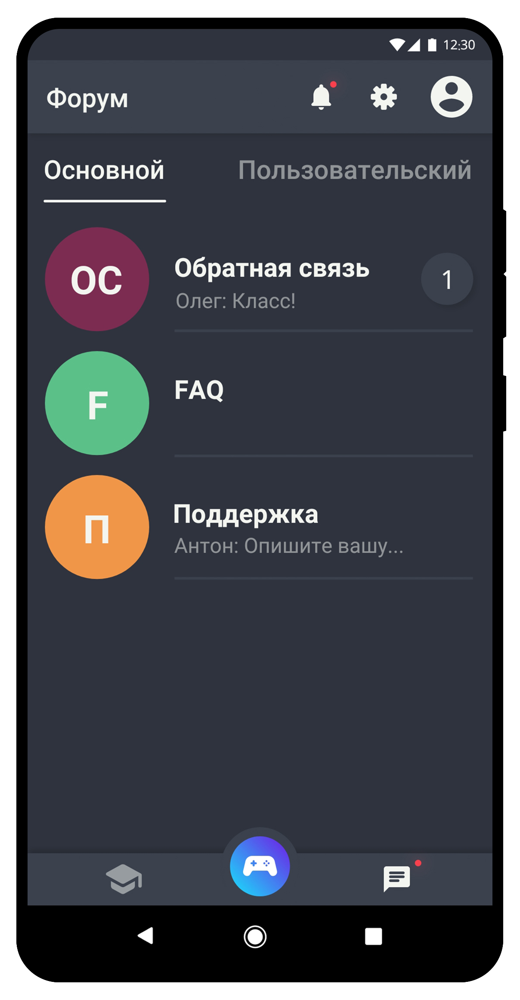 12:30
Форум
Основной
Пользовательский
ОС
Обратная связь
1
Олег: Класс!
F
FAQ
П
Поддержка
Антон: Опишите вашу...